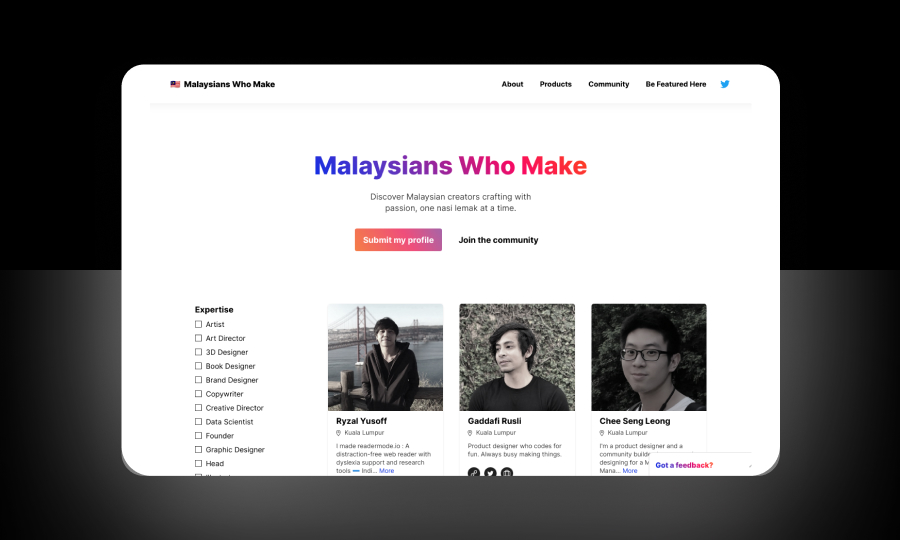 Malaysians Who Make
About
Products
Community
Be Featured Here
Malaysians Who Make
Discover Malaysian creators crafting with
passion, one nasi lemak at a time.
Submit my profile
Join the community
Expertise
Artist
Art Director
3D Designer
Book Designer
Brand Designer
Copywriter
Creative Director
Data Scientist
Founder
Graphic Designer
Head
Ryzal Yusoff
Kuala Lumpur
I made readermode.io : A
distraction-free web reader with
dyslexia support and research
tools Indi... More
Gaddafi Rusli
Kuala Lumpur
Product designer who codes for
fun. Always busy making things.
Chee Seng Leong
Kuala Lumpur
I'm a product designer and a
community
designing for a
Mana... More
Got a feedback?